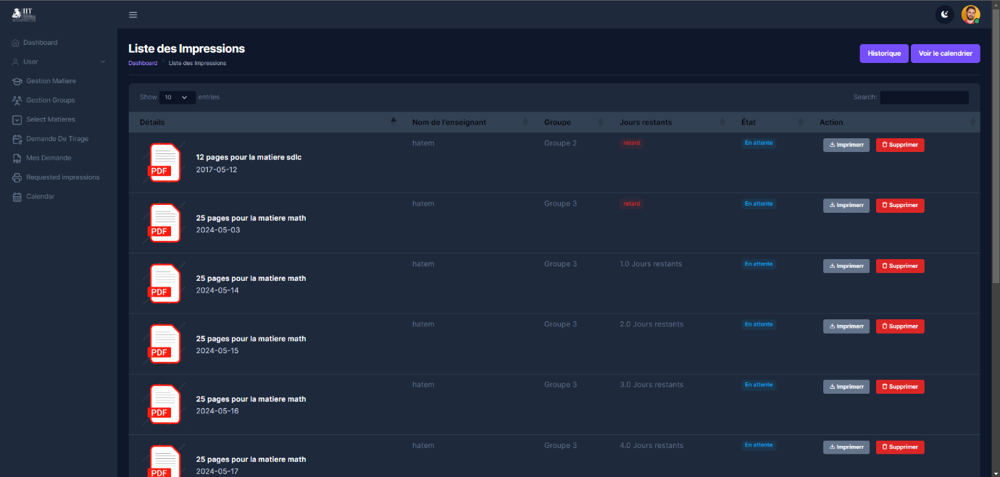 IIT
Dashboard
User
Gestion Matiere
Gestion Groups
Select Matieres
Demande De Tirage
Mes Demande
Requested impressions
Calendar
Liste des Impressions
Dashboard > Liste des Impressions
Historique Voir le calendrier
Show 10 entries Search:
Détails Nom de l'enseignant Groupe Jours restants État Action
PDF 12 pages pour la matiere sdlc hatem Groupe 2 retard En attente Imprimerr Supprimer
2017-05-12
PDF 25 pages pour la matiere math hatem Groupe 3 retard En attente Imprimerr Supprimer
2024-05-03
PDF 25 pages pour la matiere math hatem Groupe 3 1.0 Jours restants En attente Imprimerr Supprimer
2024-05-14
PDF 25 pages pour la matiere math hatem Groupe 3 2.0 Jours restants En attente Imprimerr Supprimer
2024-05-15
PDF 25 pages pour la matiere math hatem Groupe 3 3.0 Jours restants En attente Imprimerr Supprimer
2024-05-16
PDF 25 pages pour la matiere math hatem Groupe 3 4.0 Jours restants En attente Imprimerr Supprimer
2024-05-17